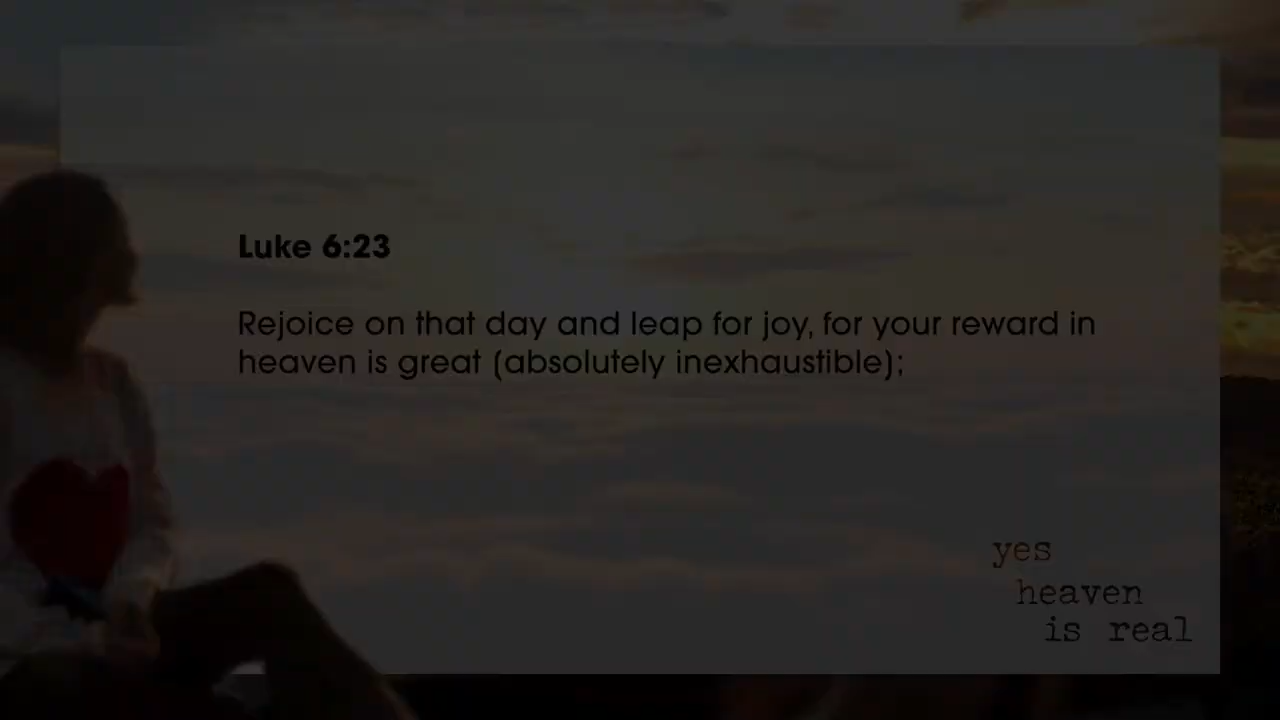 Luke 6:23
Rejoice on that day and leap for joy, for your reward in
heaven is great (absolutely inexhaustible);
yes
heaven
is real